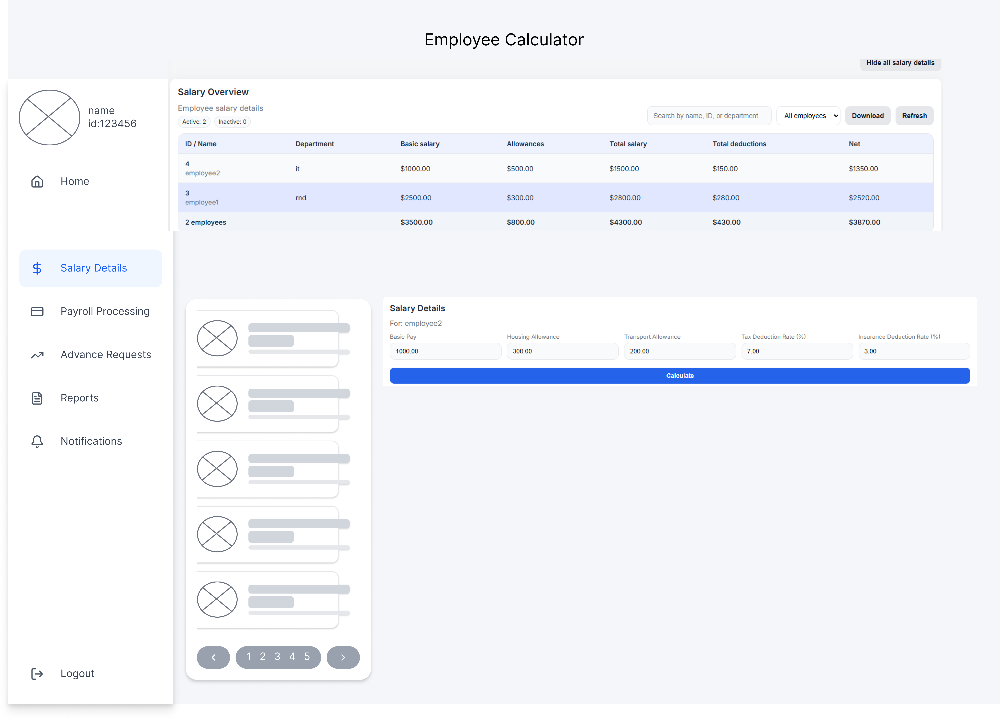 Employee Calculator
Hide all salary details
name
id:123456
Home
Salary Details
Payroll Processing
Advance Requests
Reports
Notifications
Logout
Salary Overview
Employee salary details
Active: 2 Inactive: 0
Search by name, ID, or department All employees Download Refresh
ID / Name Department Basic salary Allowances Total salary Total deductions Net
4
employee2 it $1000.00 $500.00 $1500.00 $150.00 $1350.00
3
employee1 rnd $2500.00 $300.00 $2800.00 $280.00 $2520.00
2 employees $3500.00 $800.00 $4300.00 $430.00 $3870.00
1 2 3 4 5
Salary Details
For: employee2
Basic Pay Housing Allowance Transport Allowance Tax Deduction Rate (%) Insurance Deduction Rate (%)
1000.00 300.00 200.00 7.00 3.00
Calculate